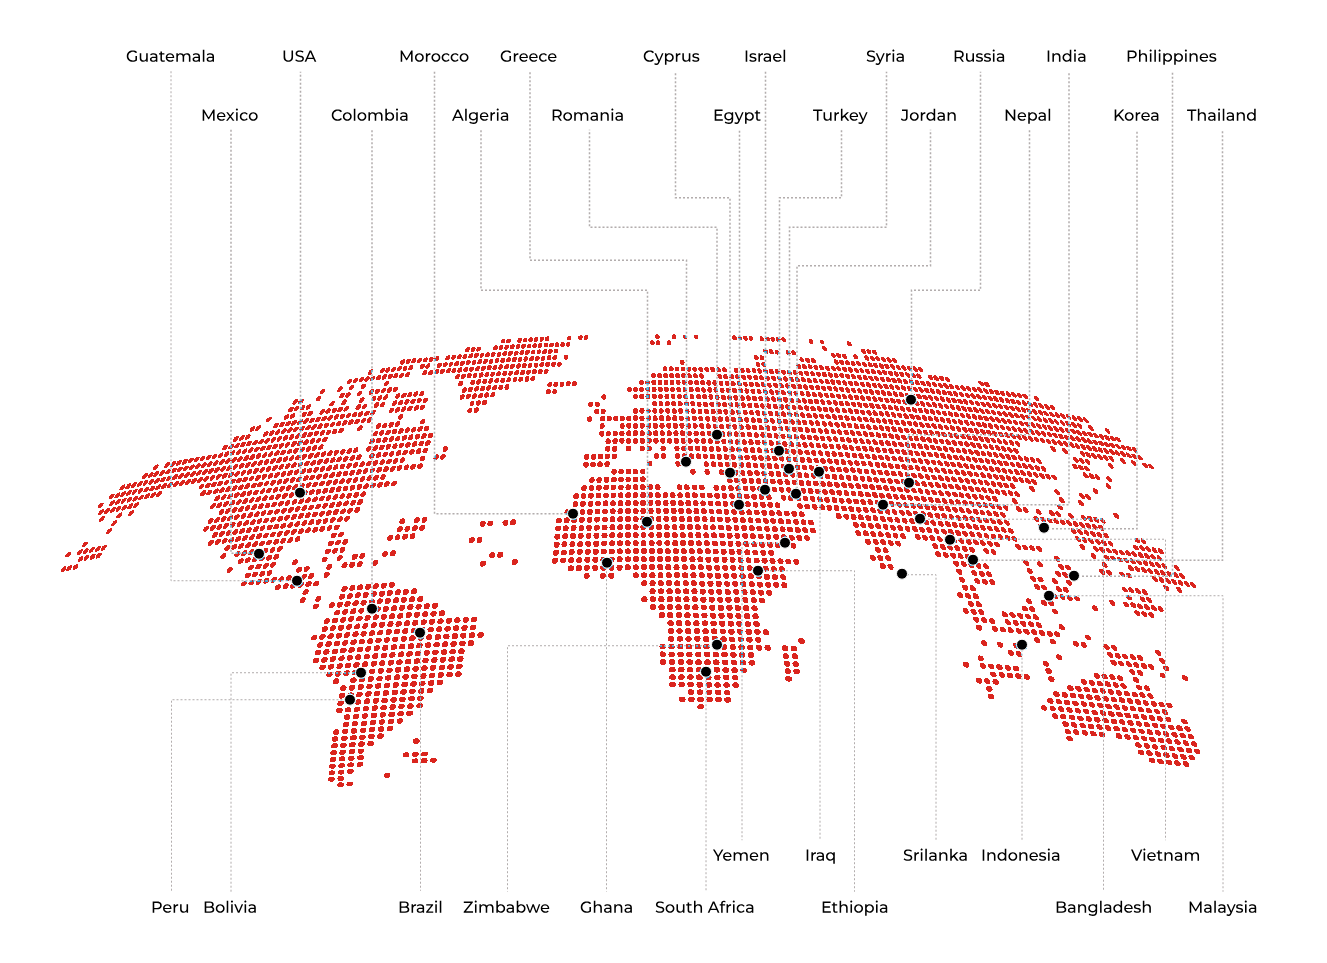 Guatemala USA Morocco Greece Cyprus Israel Syria Russia India Philippines
Mexico Colombia Algeria Romania Egypt Turkey Jordan Nepal Korea Thailand
Yemen Iraq Srilanka Indonesia Vietnam
Peru Bolivia Brazil Zimbabwe Ghana South Africa Ethiopia Bangladesh Malaysia